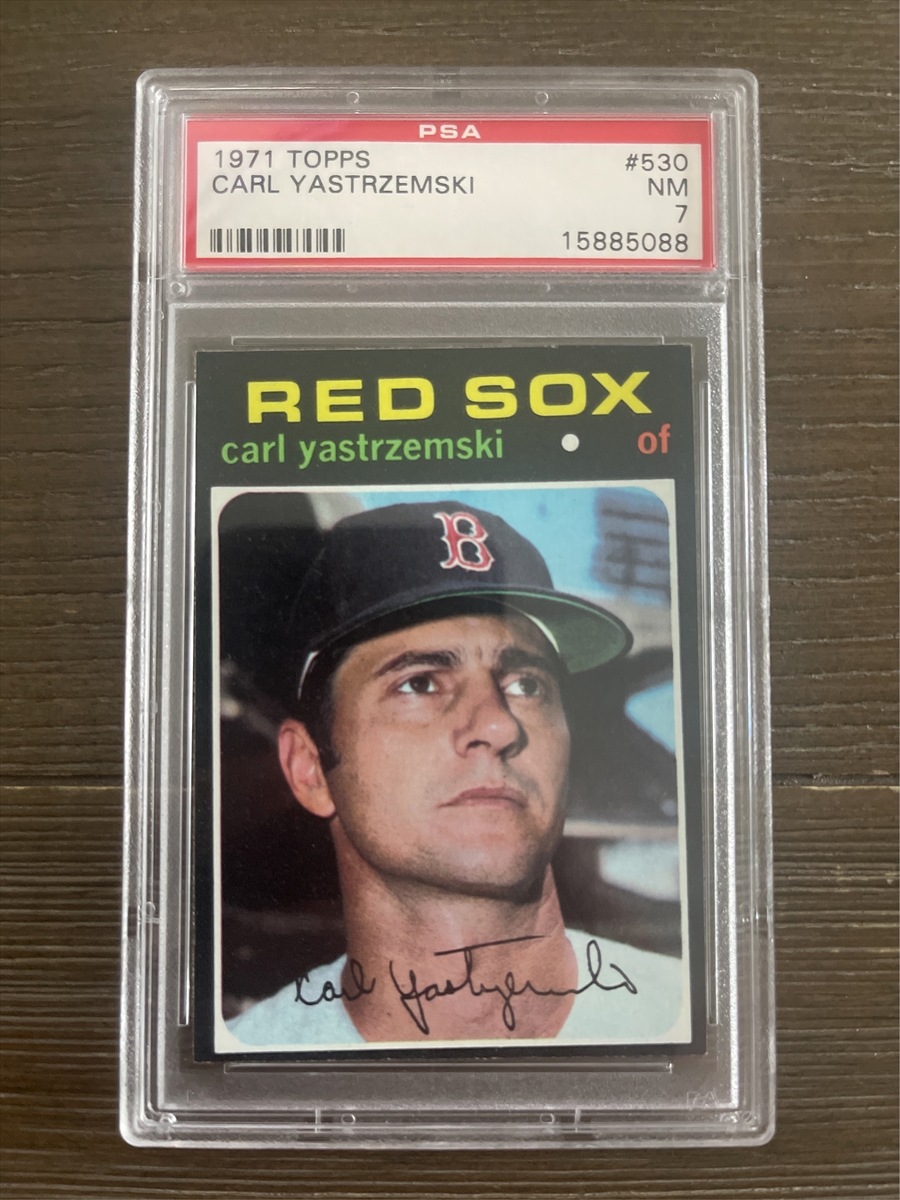 PSA
1971 TOPPS #530
CARL YASTRZEMSKI NM
7
15885088
RED SOX
carl yastrzemski • of
B
Carl Yastrzemski